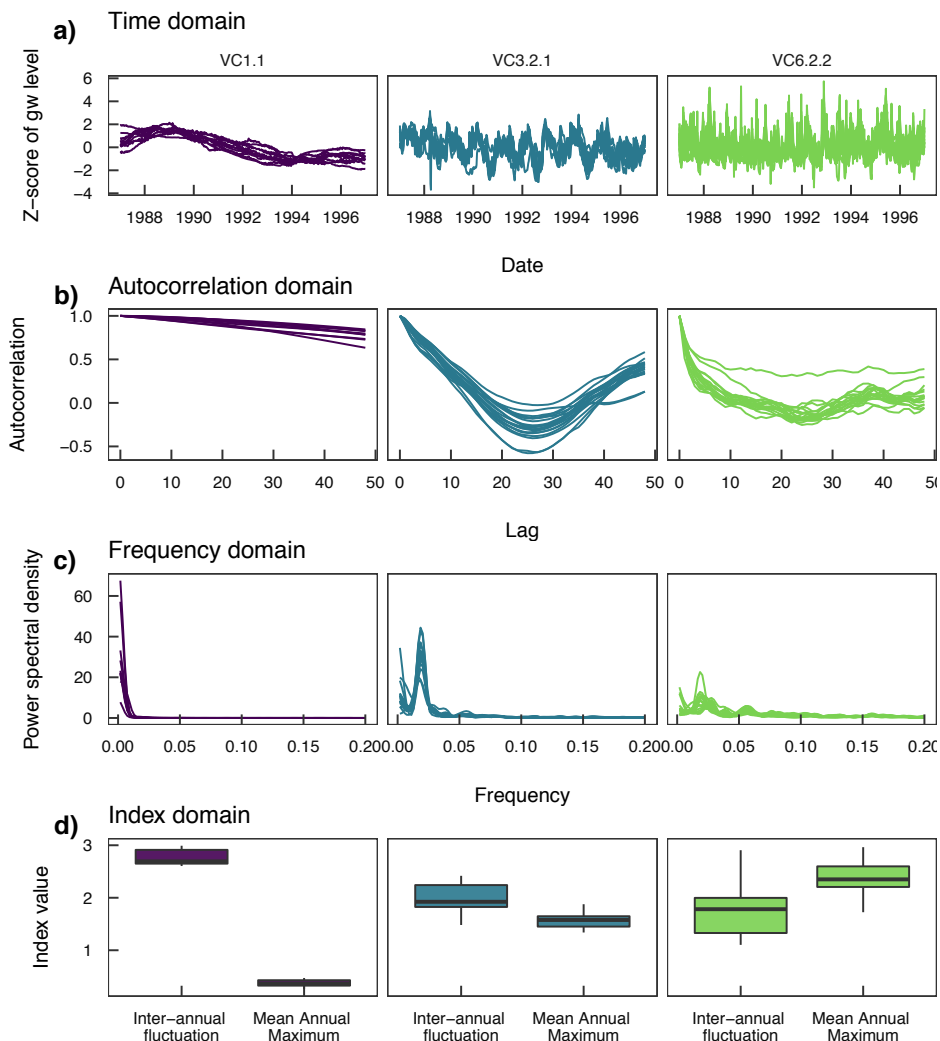 a) Time domain
VC1.1 VC3.2.1 VC6.2.2
Z−score of gw level
6
4
2
0
−2
−4
1988 1990 1992 1994 1996 1988 1990 1992 1994 1996 1988 1990 1992 1994 1996
Date
b) Autocorrelation domain
Autocorrelation
1.0
0.5
0.0
−0.5
0 10 20 30 40 50 0 10 20 30 40 50 0 10 20 30 40 50
Lag
c) Frequency domain
Power spectral density
60
40
20
0
0.00 0.05 0.10 0.15 0.20 0.00 0.05 0.10 0.15 0.20 0.00 0.05 0.10 0.15 0.20
Frequency
d) Index domain
Index value
3
2
1
Inter−annual Mean Annual Inter−annual Mean Annual Inter−annual Mean Annual
fluctuation Maximum fluctuation Maximum fluctuation Maximum